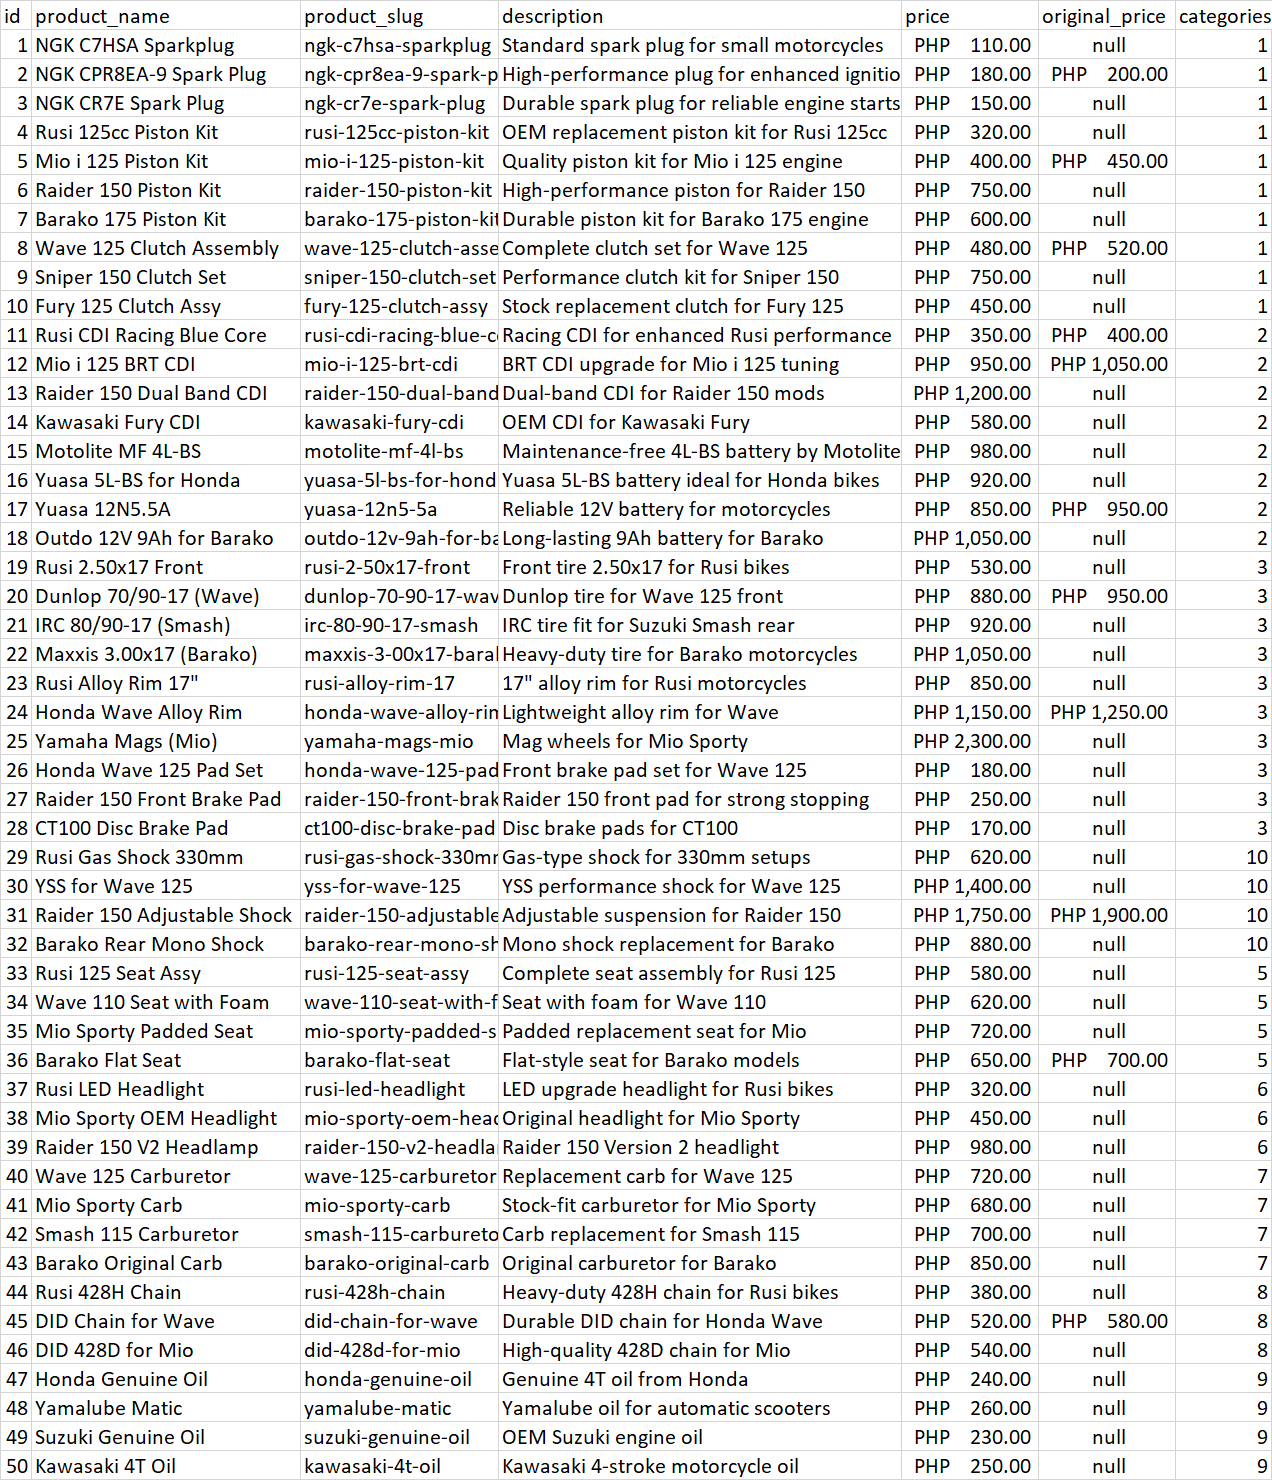 id product_name product_slug description price original_price categories
1 NGK C7HSA Sparkplug ngk-c7hsa-sparkplug Standard spark plug for small motorcycles PHP 110.00 null 1
2 NGK CPR8EA-9 Spark Plug ngk-cpr8ea-9-spark-p High-performance plug for enhanced ignitio PHP 180.00 PHP 200.00 1
3 NGK CR7E Spark Plug ngk-cr7e-spark-plug Durable spark plug for reliable engine starts PHP 150.00 null 1
4 Rusi 125cc Piston Kit rusi-125cc-piston-kit OEM replacement piston kit for Rusi 125cc PHP 320.00 null 1
5 Mio i 125 Piston Kit mio-i-125-piston-kit Quality piston kit for Mio i 125 engine PHP 400.00 PHP 450.00 1
6 Raider 150 Piston Kit raider-150-piston-kit High-performance piston for Raider 150 PHP 750.00 null 1
7 Barako 175 Piston Kit barako-175-piston-kit Durable piston kit for Barako 175 engine PHP 600.00 null 1
8 Wave 125 Clutch Assembly wave-125-clutch-asse Complete clutch set for Wave 125 PHP 480.00 PHP 520.00 1
9 Sniper 150 Clutch Set sniper-150-clutch-set Performance clutch kit for Sniper 150 PHP 750.00 null 1
10 Fury 125 Clutch Assy fury-125-clutch-assy Stock replacement clutch for Fury 125 PHP 450.00 null 1
11 Rusi CDI Racing Blue Core rusi-cdi-racing-blue-c Racing CDI for enhanced Rusi performance PHP 350.00 PHP 400.00 2
12 Mio i 125 BRT CDI mio-i-125-brt-cdi BRT CDI upgrade for Mio i 125 tuning PHP 950.00 PHP 1,050.00 2
13 Raider 150 Dual Band CDI raider-150-dual-band Dual-band CDI for Raider 150 mods PHP 1,200.00 null 2
14 Kawasaki Fury CDI kawasaki-fury-cdi OEM CDI for Kawasaki Fury PHP 580.00 null 2
15 Motolite MF 4L-BS motolite-mf-4l-bs Maintenance-free 4L-BS battery by Motolite PHP 980.00 null 2
16 Yuasa 5L-BS for Honda yuasa-5l-bs-for-hond Yuasa 5L-BS battery ideal for Honda bikes PHP 920.00 null 2
17 Yuasa 12N5.5A yuasa-12n5-5a Reliable 12V battery for motorcycles PHP 850.00 PHP 950.00 2
18 Outdo 12V 9Ah for Barako outdo-12v-9ah-for-ba Long-lasting 9Ah battery for Barako PHP 1,050.00 null 2
19 Rusi 2.50x17 Front rusi-2-50x17-front Front tire 2.50x17 for Rusi bikes PHP 530.00 null 3
20 Dunlop 70/90-17 (Wave) dunlop-70-90-17-wav Dunlop tire for Wave 125 front PHP 880.00 PHP 950.00 3
21 IRC 80/90-17 (Smash) irc-80-90-17-smash IRC tire fit for Suzuki Smash rear PHP 920.00 null 3
22 Maxxis 3.00x17 (Barako) maxxis-3-00x17-barak Heavy-duty tire for Barako motorcycles PHP 1,050.00 null 3
23 Rusi Alloy Rim 17" rusi-alloy-rim-17 17" alloy rim for Rusi motorcycles PHP 850.00 null 3
24 Honda Wave Alloy Rim honda-wave-alloy-rim Lightweight alloy rim for Wave PHP 1,150.00 PHP 1,250.00 3
25 Yamaha Mags (Mio) yamaha-mags-mio Mag wheels for Mio Sporty PHP 2,300.00 null 3
26 Honda Wave 125 Pad Set honda-wave-125-pad Front brake pad set for Wave 125 PHP 180.00 null 3
27 Raider 150 Front Brake Pad raider-150-front-brak Raider 150 front pad for strong stopping PHP 250.00 null 3
28 CT100 Disc Brake Pad ct100-disc-brake-pad Disc brake pads for CT100 PHP 170.00 null 3
29 Rusi Gas Shock 330mm rusi-gas-shock-330mm Gas-type shock for 330mm setups PHP 620.00 null 10
30 YSS for Wave 125 yss-for-wave-125 YSS performance shock for Wave 125 PHP 1,400.00 null 10
31 Raider 150 Adjustable Shock raider-150-adjustable Adjustable suspension for Raider 150 PHP 1,750.00 PHP 1,900.00 10
32 Barako Rear Mono Shock barako-rear-mono-sh Mono shock replacement for Barako PHP 880.00 null 10
33 Rusi 125 Seat Assy rusi-125-seat-assy Complete seat assembly for Rusi 125 PHP 580.00 null 5
34 Wave 110 Seat with Foam wave-110-seat-with-f Seat with foam for Wave 110 PHP 620.00 null 5
35 Mio Sporty Padded Seat mio-sporty-padded-s Padded replacement seat for Mio PHP 720.00 null 5
36 Barako Flat Seat barako-flat-seat Flat-style seat for Barako models PHP 650.00 PHP 700.00 5
37 Rusi LED Headlight rusi-led-headlight LED upgrade headlight for Rusi bikes PHP 320.00 null 6
38 Mio Sporty OEM Headlight mio-sporty-oem-head Original headlight for Mio Sporty PHP 450.00 null 6
39 Raider 150 V2 Headlamp raider-150-v2-headla Raider 150 Version 2 headlight PHP 980.00 null 6
40 Wave 125 Carburetor wave-125-carburetor Replacement carb for Wave 125 PHP 720.00 null 7
41 Mio Sporty Carb mio-sporty-carb Stock-fit carburetor for Mio Sporty PHP 680.00 null 7
42 Smash 115 Carburetor smash-115-carbureto Carb replacement for Smash 115 PHP 700.00 null 7
43 Barako Original Carb barako-original-carb Original carburetor for Barako PHP 850.00 null 7
44 Rusi 428H Chain rusi-428h-chain Heavy-duty 428H chain for Rusi bikes PHP 380.00 null 8
45 DID Chain for Wave did-chain-for-wave Durable DID chain for Honda Wave PHP 520.00 PHP 580.00 8
46 DID 428D for Mio did-428d-for-mio High-quality 428D chain for Mio PHP 540.00 null 8
47 Honda Genuine Oil honda-genuine-oil Genuine 4T oil from Honda PHP 240.00 null 9
48 Yamalube Matic yamalube-matic Yamalube oil for automatic scooters PHP 260.00 null 9
49 Suzuki Genuine Oil suzuki-genuine-oil OEM Suzuki engine oil PHP 230.00 null 9
50 Kawasaki 4T Oil kawasaki-4t-oil Kawasaki 4-stroke motorcycle oil PHP 250.00 null 9